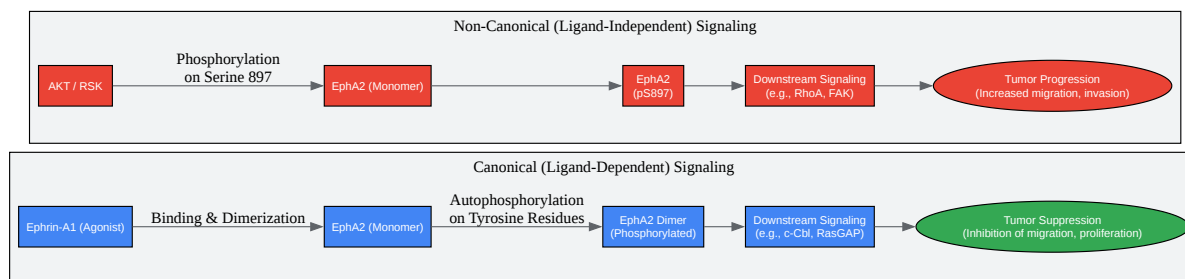 Non-Canonical (Ligand-Independent) Signaling
AKT / RSK
Phosphorylation
on Serine 897
EphA2 (Monomer)
EphA2
(pS897)
Downstream Signaling
(e.g., RhoA, FAK)
Tumor Progression
(Increased migration, invasion)
Canonical (Ligand-Dependent) Signaling
Ephrin-A1 (Agonist)
Binding & Dimerization
EphA2 (Monomer)
Autophosphorylation
on Tyrosine Residues
EphA2 Dimer
(Phosphorylated)
Downstream Signaling
(e.g., c-Cbl, RasGAP)
Tumor Suppression
(Inhibition of migration, proliferation)